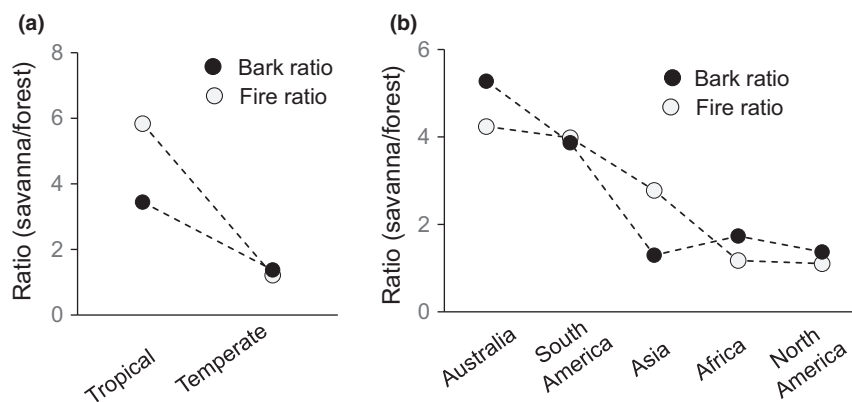 (a)
8
6
4
2
0
Ratio (savanna/forest)
Bark ratio
Fire ratio
Tropical
Temperate
(b)
6
4
2
0
Ratio (savanna/forest)
Bark ratio
Fire ratio
Australia
South
America
Asia
Africa
North
America